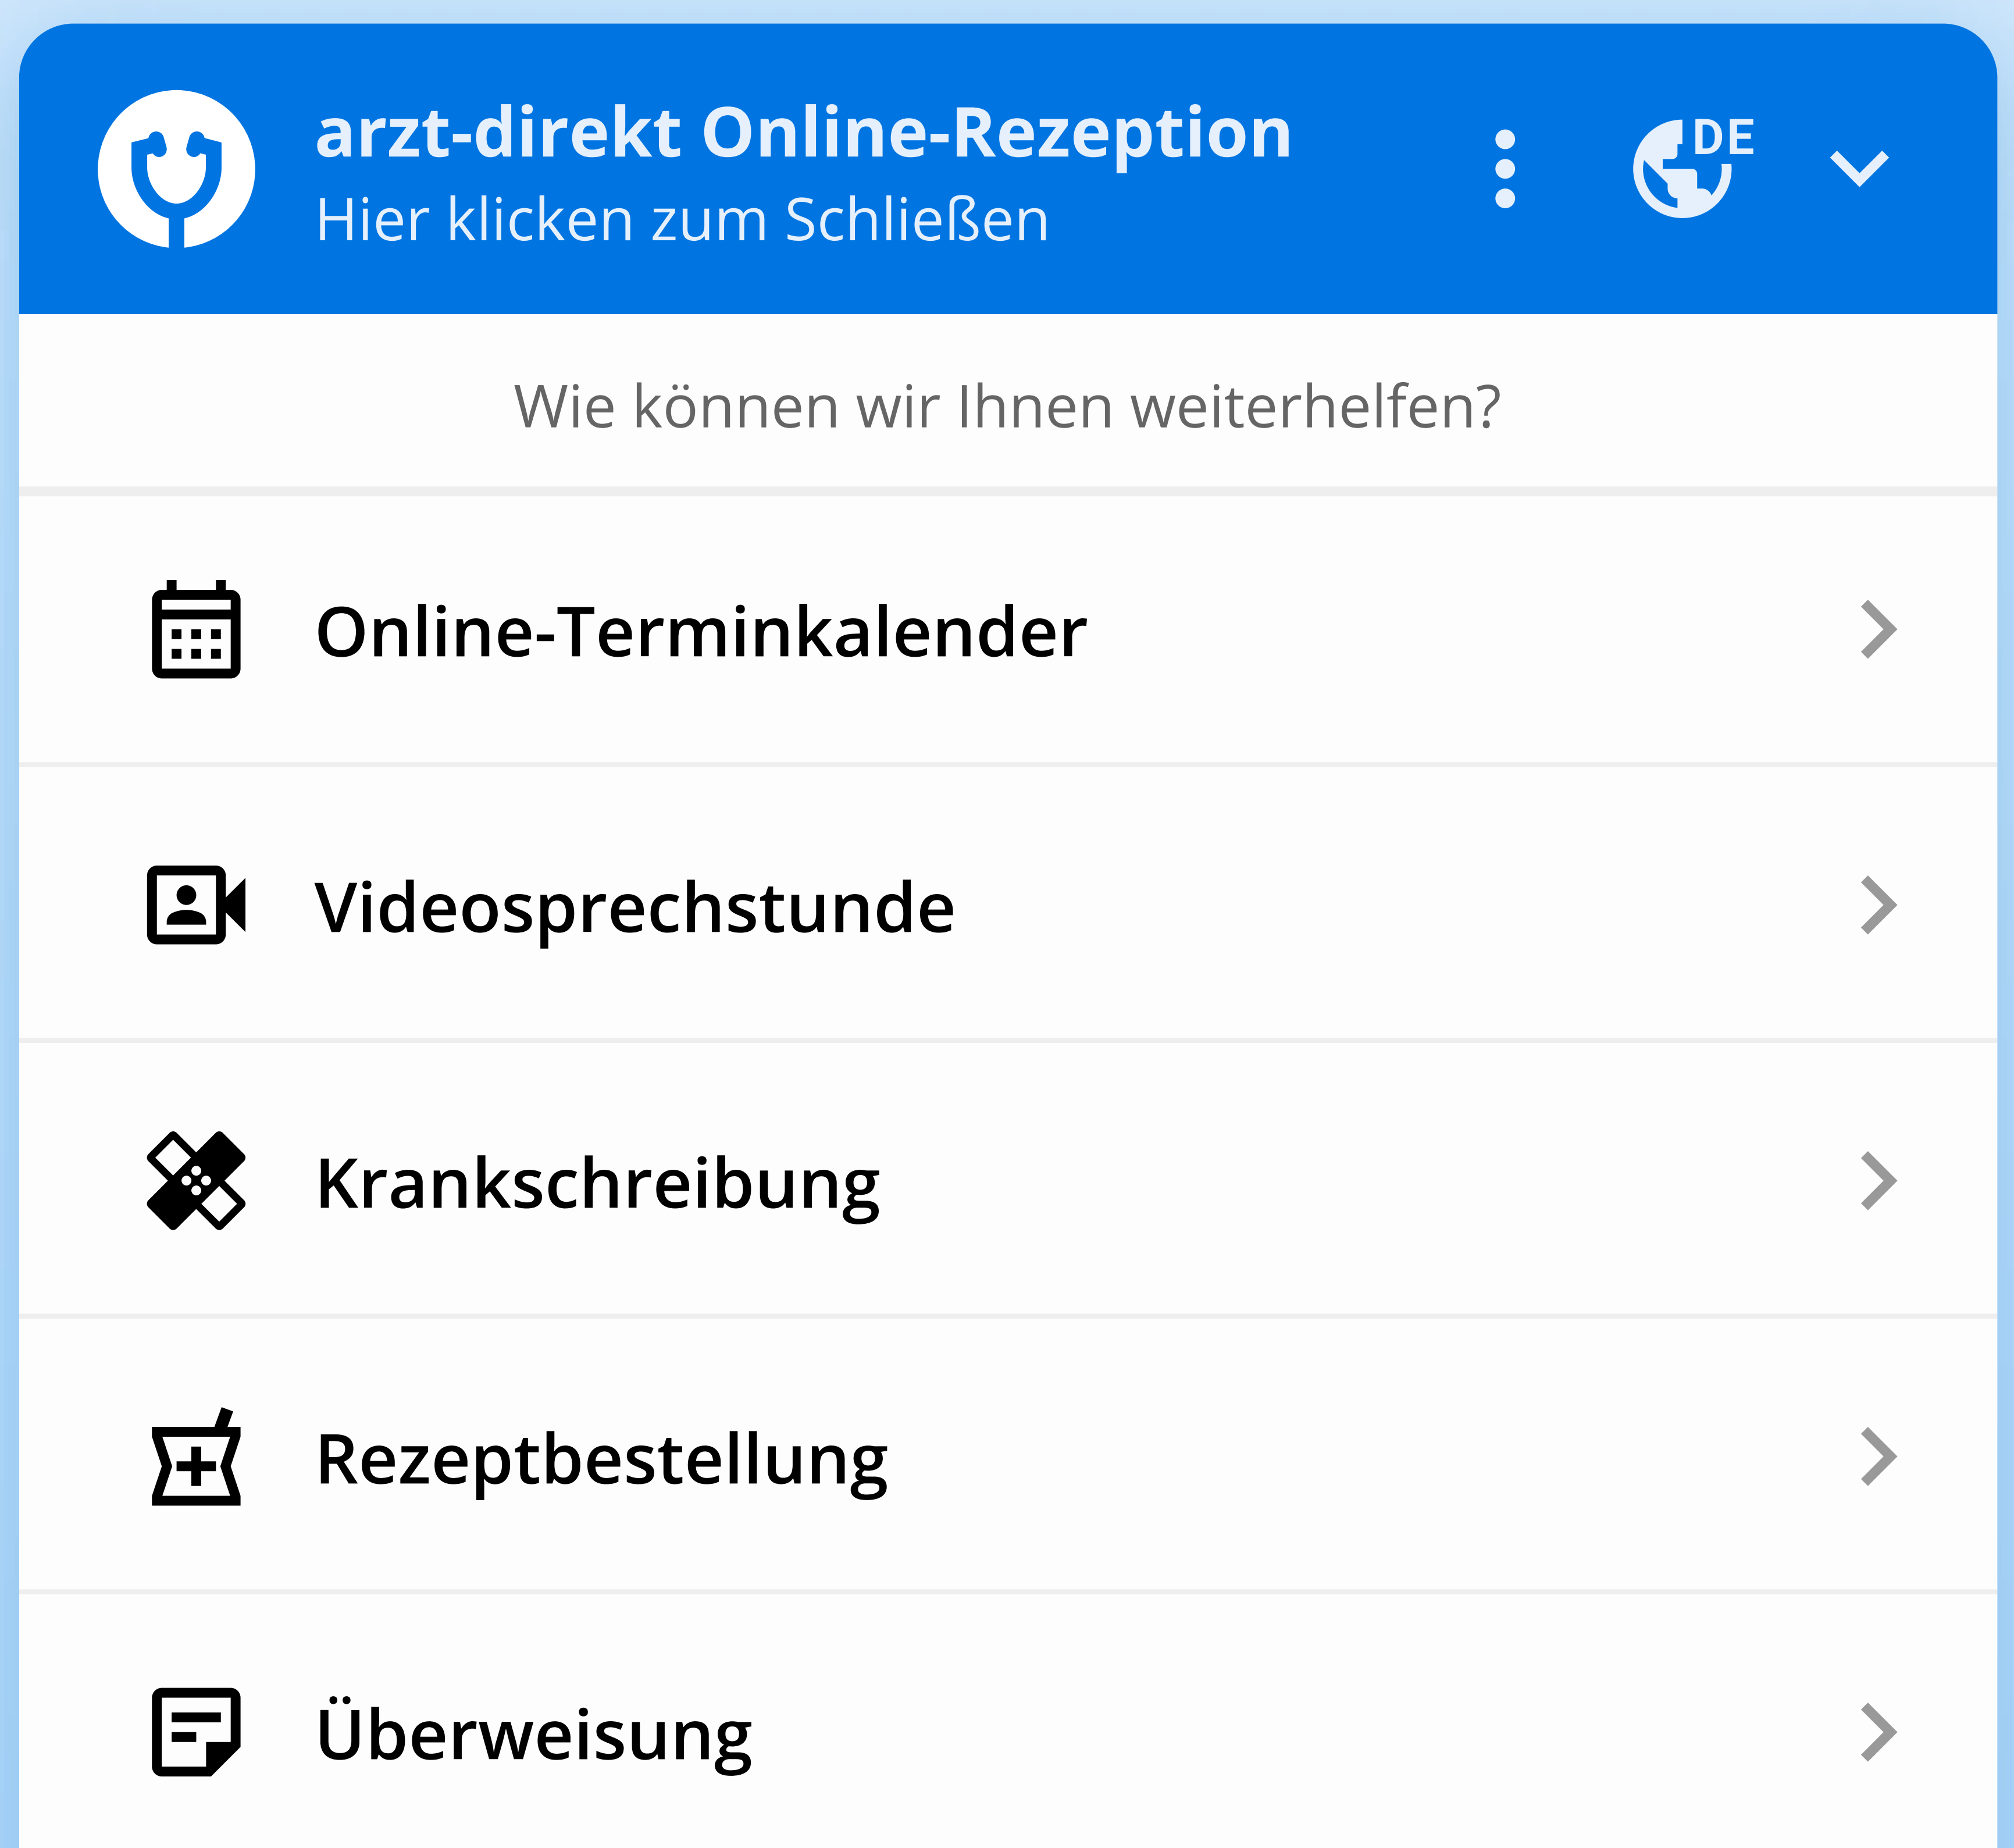 arzt-direkt Online-Rezeption
Hier klicken zum Schließen
DE
Wie können wir Ihnen weiterhelfen?
Online-Terminkalender
Videosprechstunde
Krankschreibung
Rezeptbestellung
Überweisung